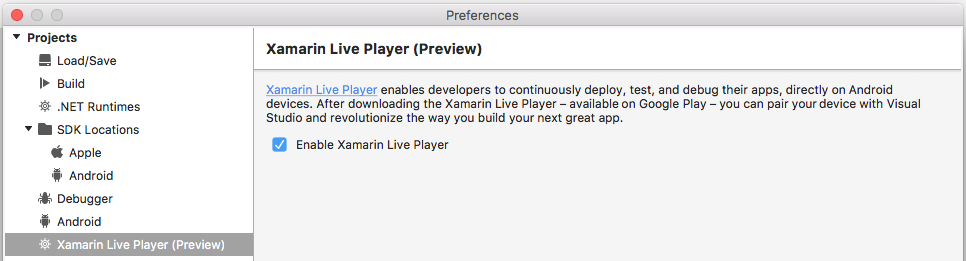 Preferences
Projects
Load/Save
Build
.NET Runtimes
SDK Locations
Apple
Android
Debugger
Android
Xamarin Live Player (Preview)
Xamarin Live Player (Preview)
Xamarin Live Player enables developers to continuously deploy, test, and debug their apps, directly on Android
devices. After downloading the Xamarin Live Player – available on Google Play – you can pair your device with Visual
Studio and revolutionize the way you build your next great app.
Enable Xamarin Live Player